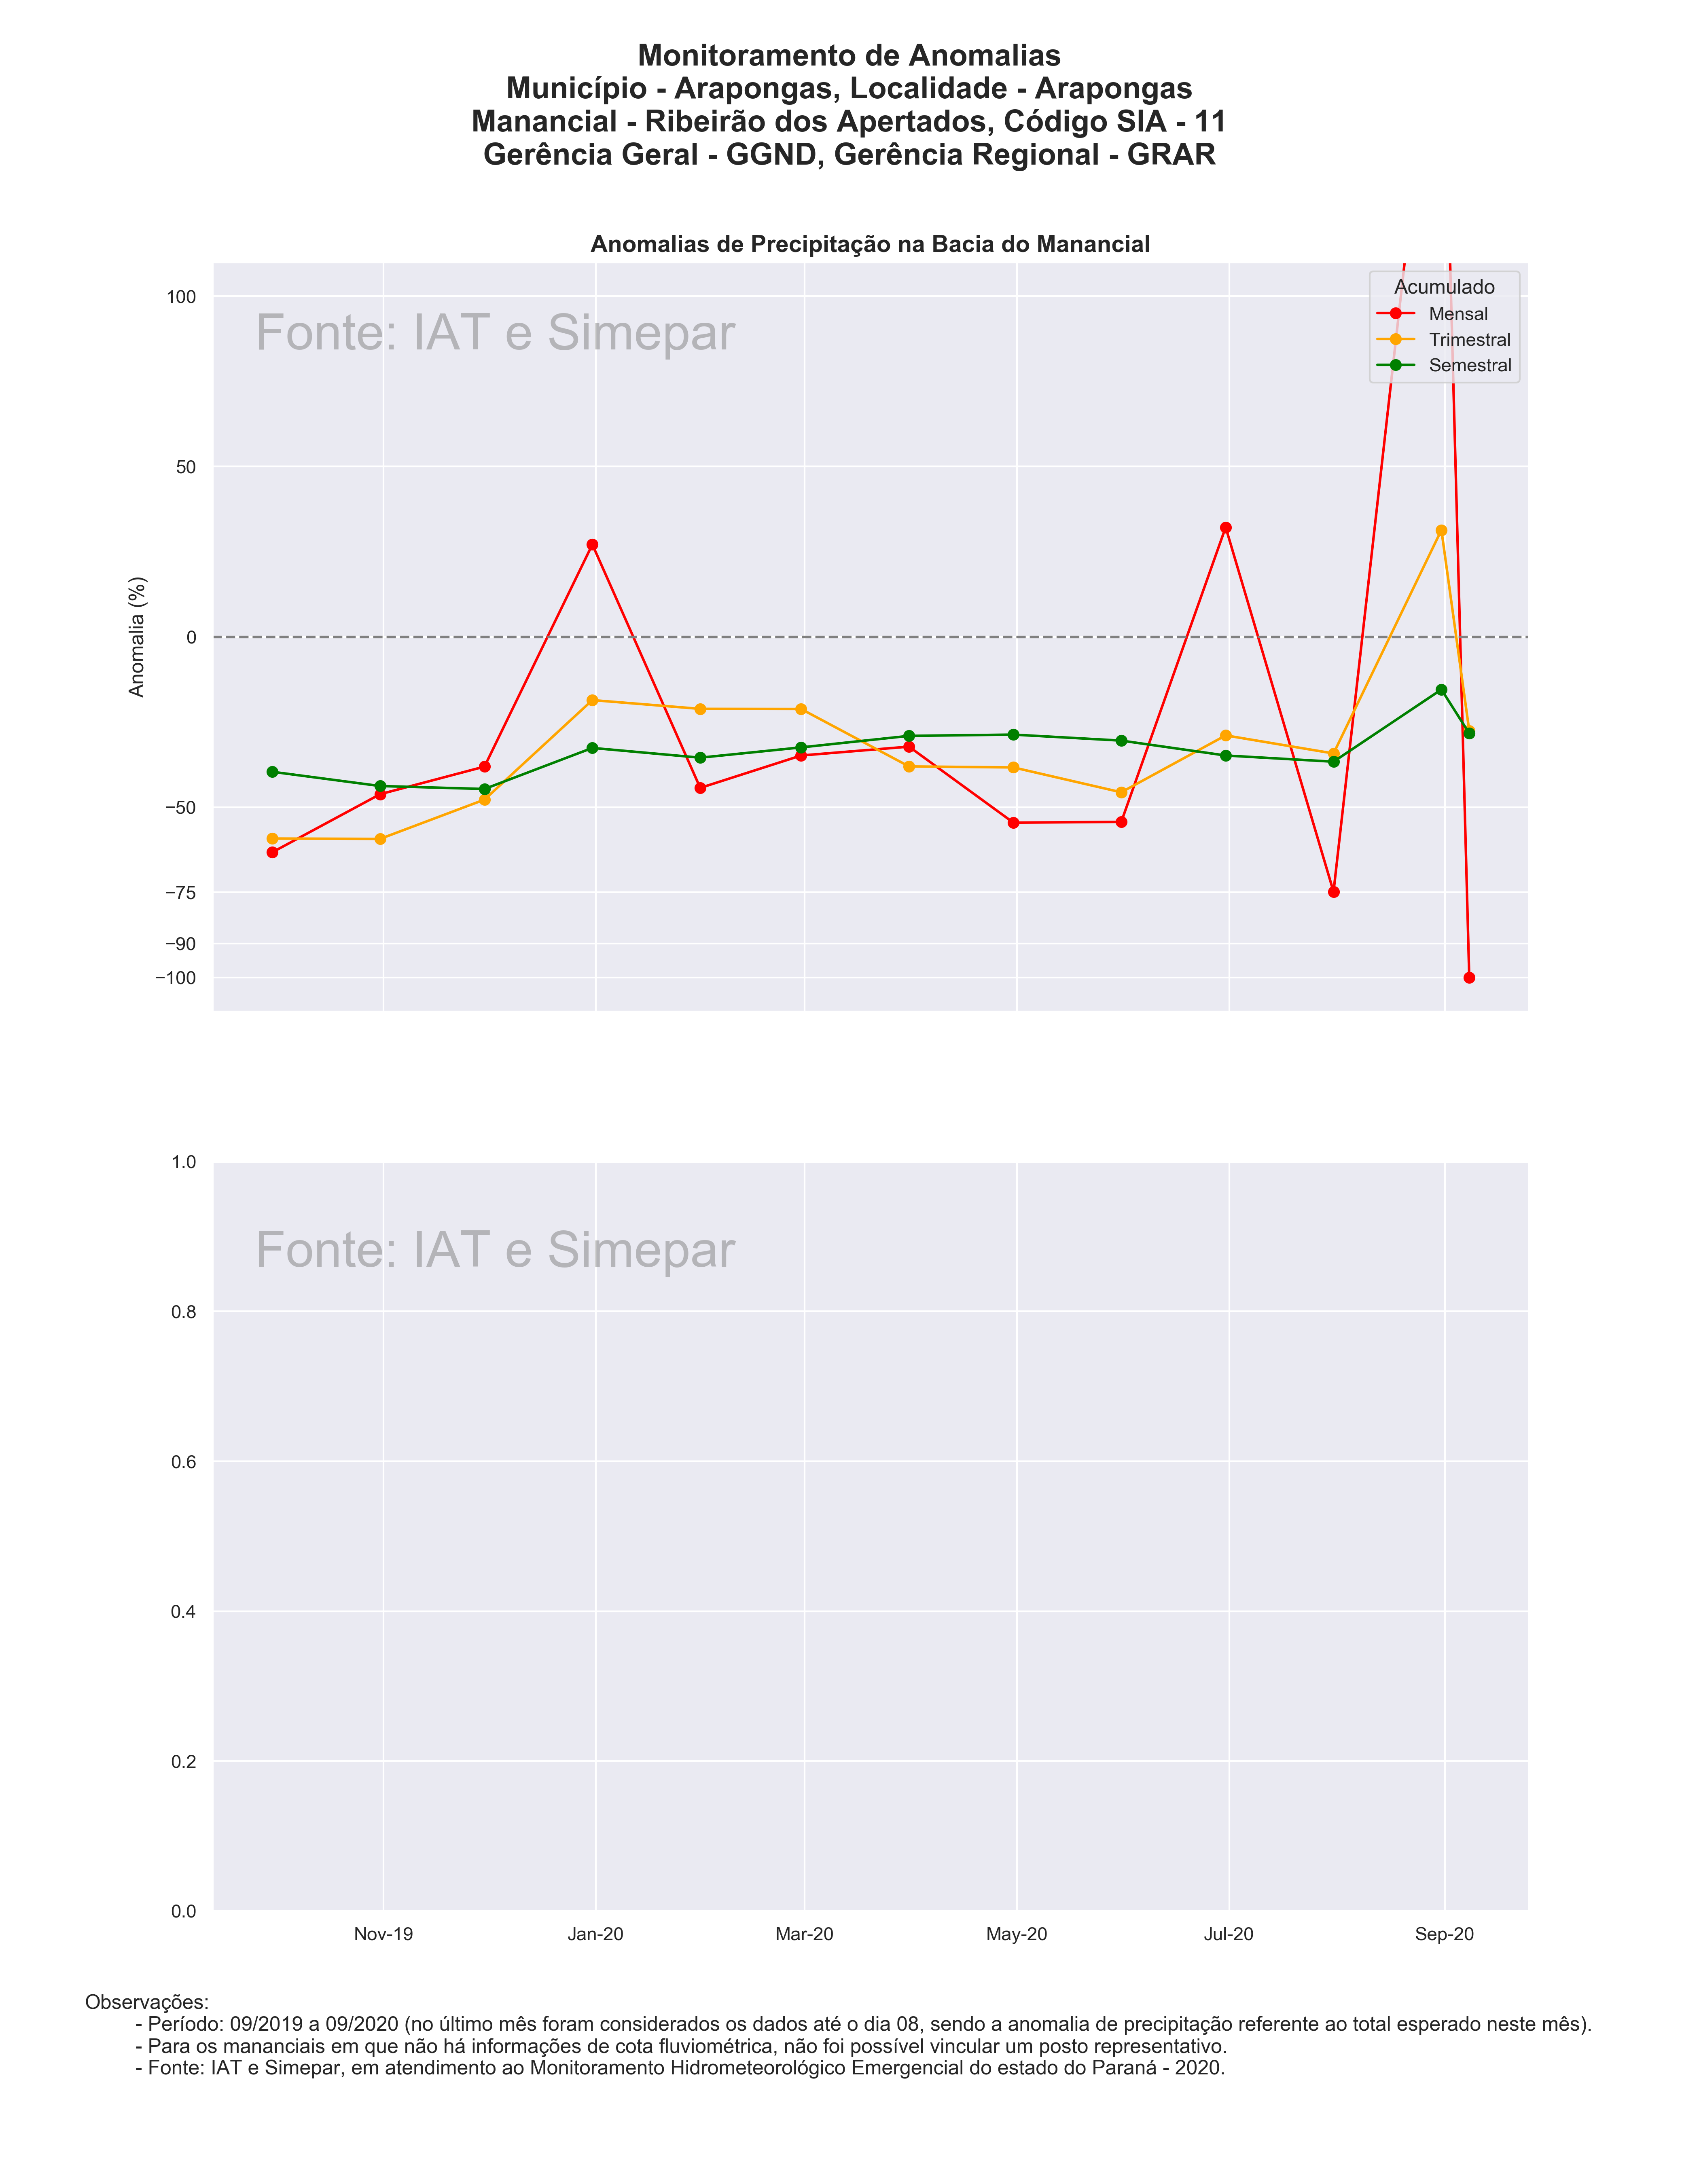 Monitoramento de Anomalias
Município - Arapongas, Localidade - Arapongas
Manancial - Ribeirão dos Apertados, Código SIA - 11
Gerência Geral - GGND, Gerência Regional - GRAR
Anomalias de Precipitação na Bacia do Manancial
Fonte: IAT e Simepar
Acumulado
Mensal
Trimestral
Semestral
Anomalia (%)
100
50
0
−50
−75
−90
−100
Fonte: IAT e Simepar
1.0
0.8
0.6
0.4
0.2
0.0
Nov-19 Jan-20 Mar-20 May-20 Jul-20 Sep-20
Observações:
- Período: 09/2019 a 09/2020 (no último mês foram considerados os dados até o dia 08, sendo a anomalia de precipitação referente ao total esperado neste mês).
- Para os mananciais em que não há informações de cota fluviométrica, não foi possível vincular um posto representativo.
- Fonte: IAT e Simepar, em atendimento ao Monitoramento Hidrometeorológico Emergencial do estado do Paraná - 2020.